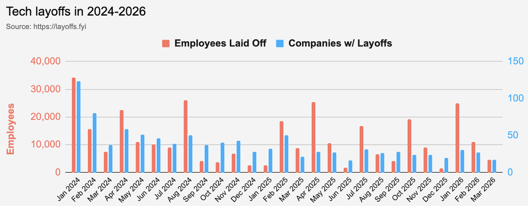 Tech layoffs in 2024-2026
Source: https://layoffs.fyi
Employees Laid Off
Companies w/ Layoffs
40,000
30,000
20,000
10,000
0
Employees
150
100
50
0
Jan 2024
Feb 2024
Mar 2024
Apr 2024
May 2024
Jun 2024
Jul 2024
Aug 2024
Sep 2024
Oct 2024
Nov 2024
Dec 2024
Jan 2025
Feb 2025
Mar 2025
Apr 2025
May 2025
Jun 2025
Jul 2025
Aug 2025
Sep 2025
Oct 2025
Nov 2025
Dec 2025
Jan 2026
Feb 2026
Mar 2026